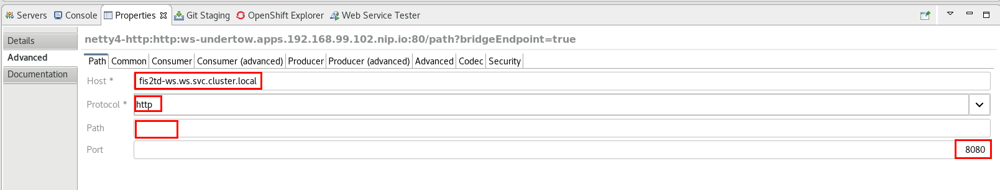 Servers Console Properties Git Staging OpenShift Explorer Web Service Tester
Details
Advanced
Documentation
netty4-http:http:ws-undertow.apps.192.168.99.102.nip.io:80/path?bridgeEndpoint=true
Path Common Consumer Consumer (advanced) Producer Producer (advanced) Advanced Codec Security
Host * fis2td-ws.ws.svc.cluster.local
Protocol * http
Path
Port 8080